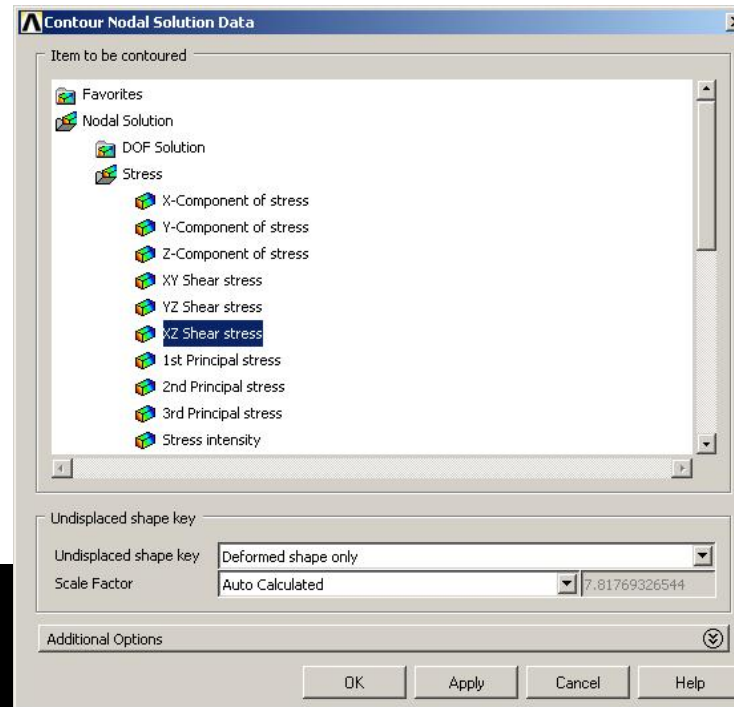 Contour Nodal Solution Data
Item to be contoured
Favorites
Nodal Solution
DOF Solution
Stress
X-Component of stress
Y-Component of stress
Z-Component of stress
XY Shear stress
YZ Shear stress
XZ Shear stress
1st Principal stress
2nd Principal stress
3rd Principal stress
Stress intensity
Undisplaced shape key
Undisplaced shape key Deformed shape only
Scale Factor Auto Calculated 7.81769326544
Additional Options
OK Apply Cancel Help